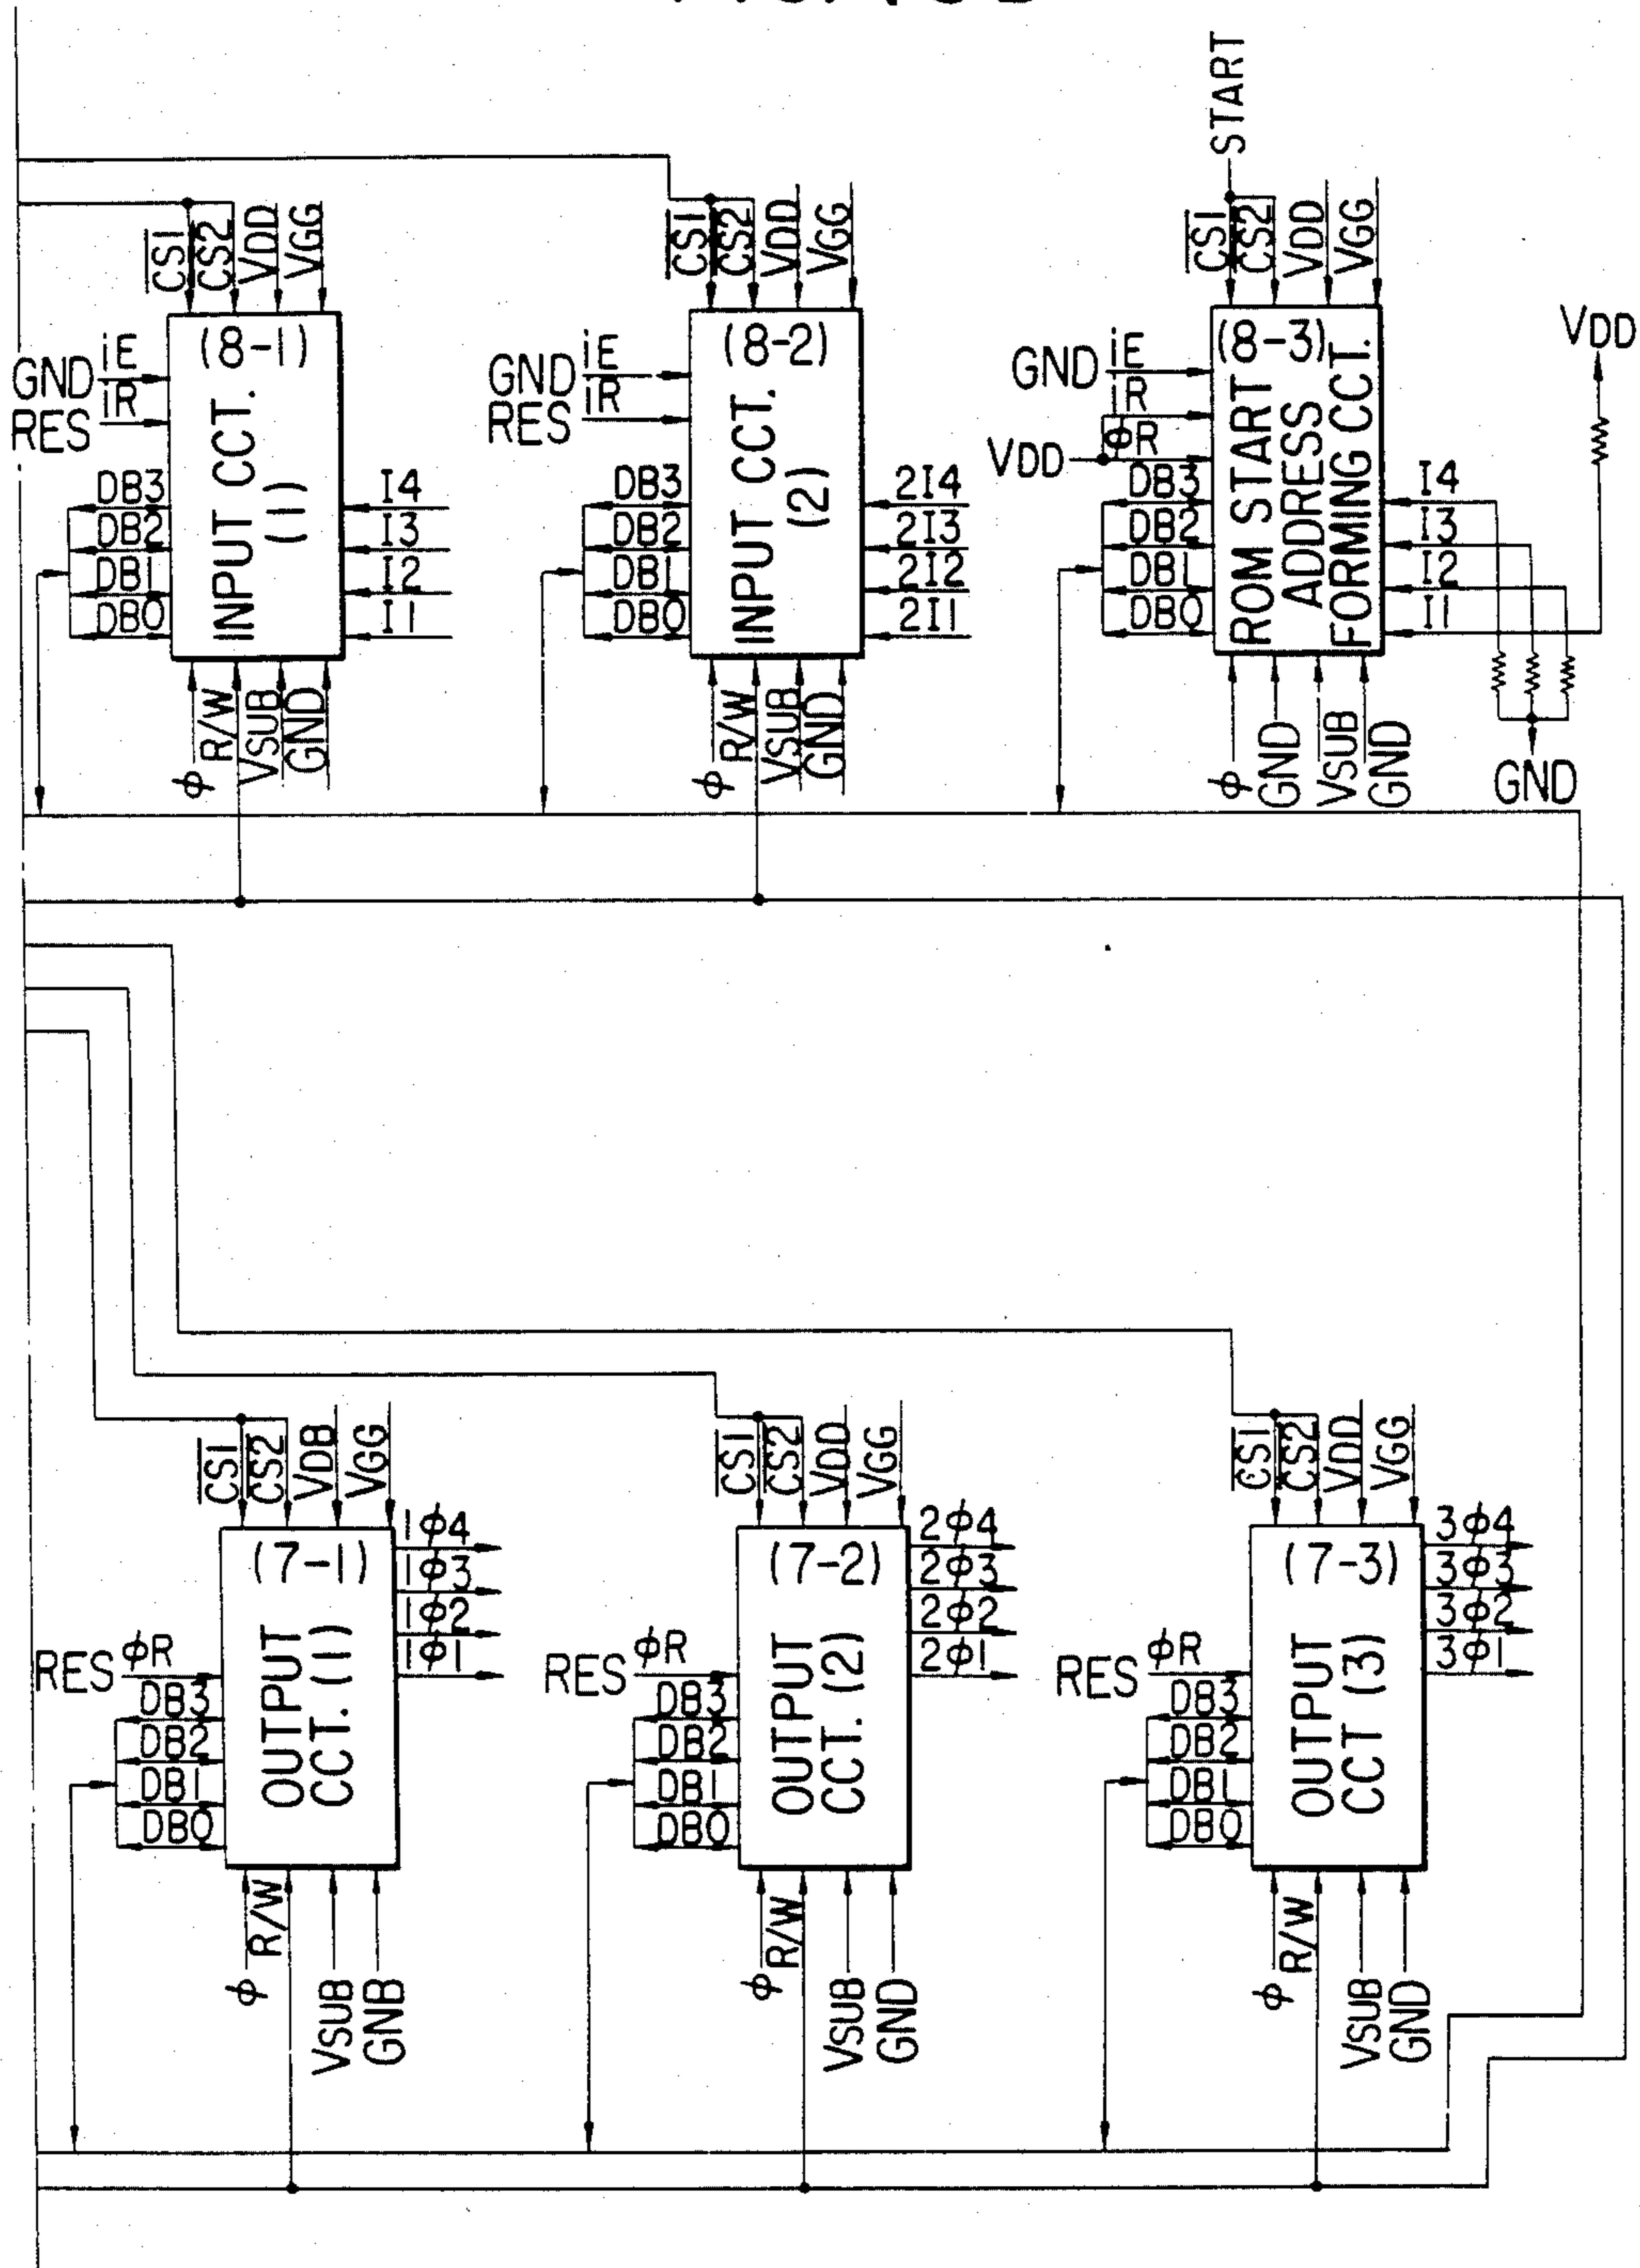 START
CS1
CS2
VDD
VGG
CS1
CS2
VDD
VGG
CS1
CS2
VDD
VGG
VDD
GND iE
RES iR
(8-1)
INPUT CCT.
(1)
DB3
DB2
DB1
DB0
I4
I3
I2
I1
GND iE
RES iR
(8-2)
INPUT CCT.
(2)
DB3
DB2
DB1
DB0
2I4
2I3
2I2
2I1
GND iE
iR
VDD ϕR
(8-3)
ROM START
ADDRESS
FORMING CCT.
DB3
DB2
DB1
DB0
I4
I3
I2
I1
ϕ
R/W
VSUB
GND
ϕ
R/W
VSUB
GND
ϕ
GND
VSUB
GND
GND
CS1
CS2
VDB
VGG
CS1
CS2
VDD
VGG
CS1
CS2
VDD
VGG
(7-1)
OUTPUT
CCT. (1)
RES ϕR
DB3
DB2
DB1
DB0
1ϕ4
1ϕ3
1ϕ2
1ϕ1
(7-2)
OUTPUT
CCT. (2)
RES ϕR
DB3
DB2
DB1
DB0
2ϕ4
2ϕ3
2ϕ2
2ϕ1
(7-3)
OUTPUT
CCT (3)
RES ϕR
DB3
DB2
DB1
DB0
3ϕ4
3ϕ3
3ϕ2
3ϕ1
ϕ
R/W
VSUB
GNB
ϕ
R/W
VSUB
GND
ϕ
R/W
VSUB
GND